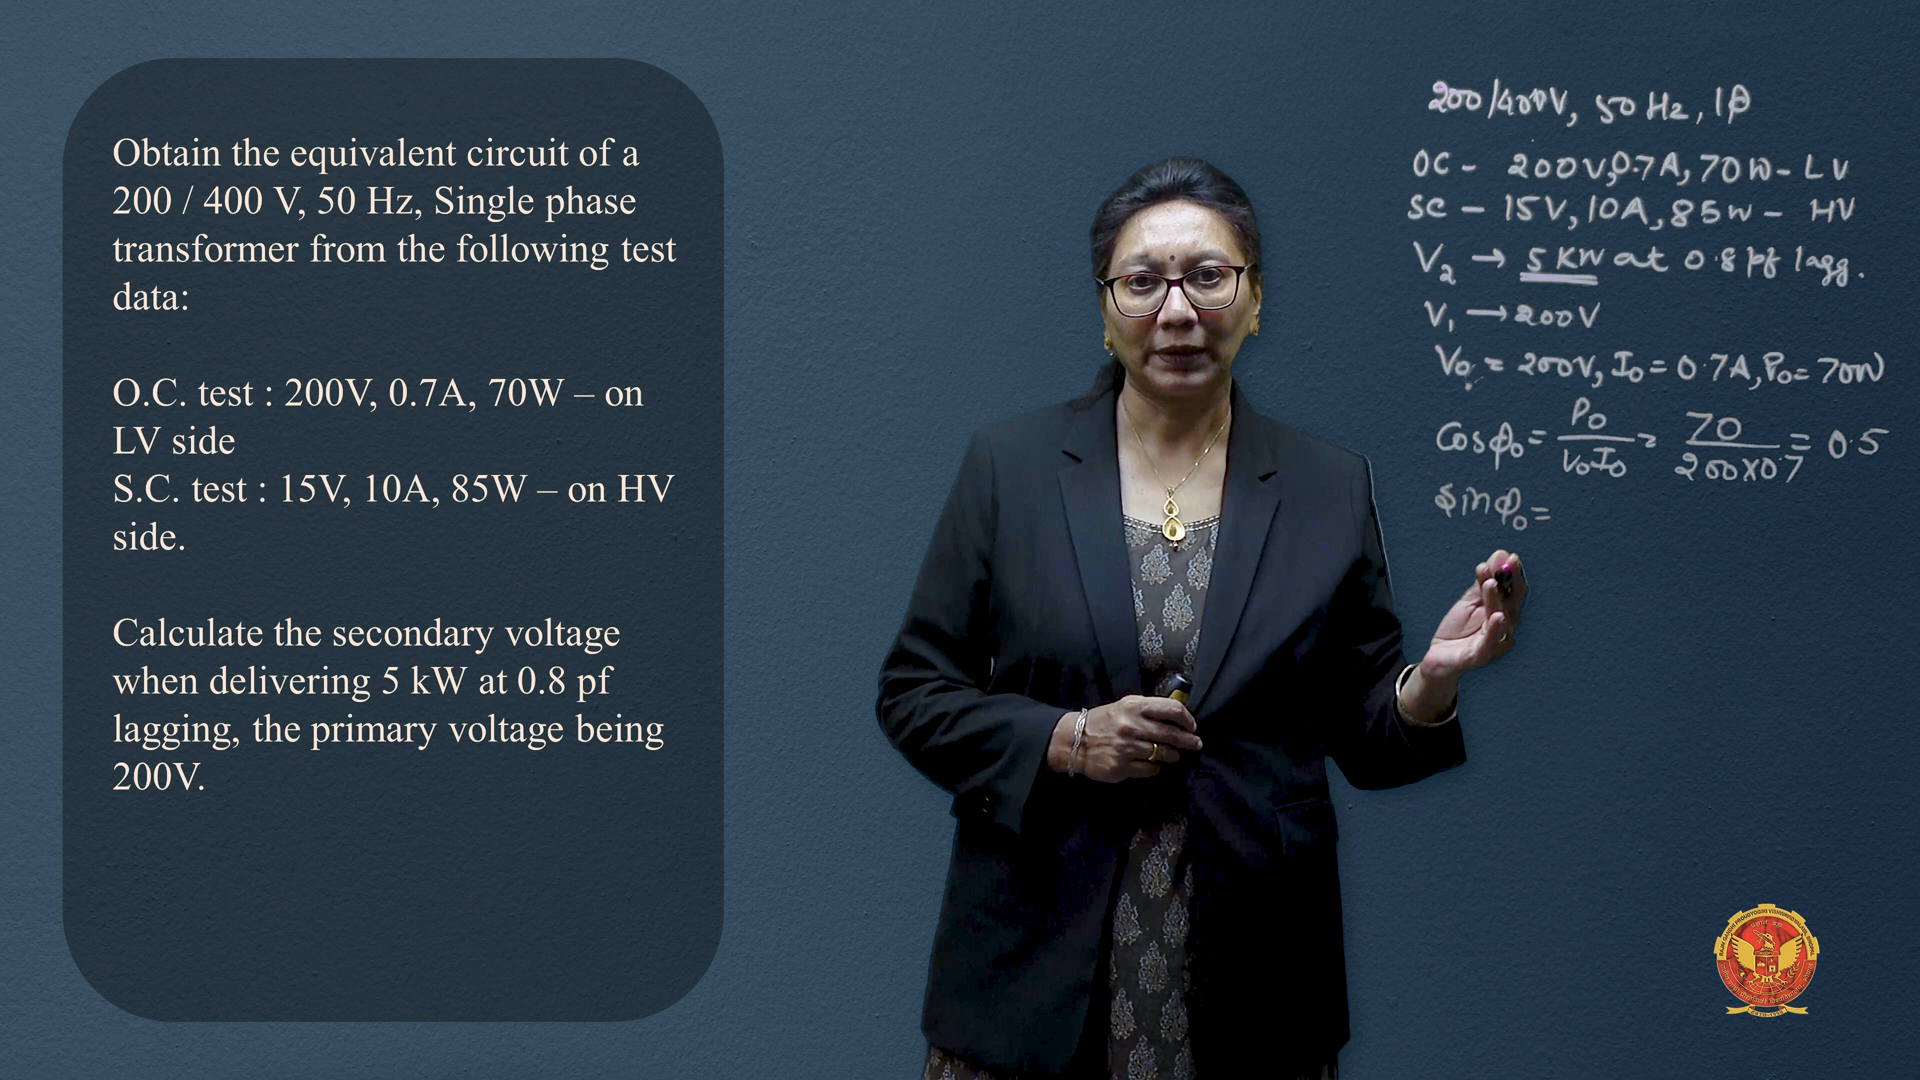 Obtain the equivalent circuit of a
200 / 400 V, 50 Hz, Single phase
transformer from the following test
data:
O.C. test : 200V, 0.7A, 70W – on
LV side
S.C. test : 15V, 10A, 85W – on HV
side.
Calculate the secondary voltage
when delivering 5 kW at 0.8 pf
lagging, the primary voltage being
200V.
200/400V, 50 Hz, 1ϕ
OC - 200V, 0.7A, 70W - LV
SC - 15V, 10A, 85W - HV
V₂ → 5 KW at 0.8 pf lagg.
V₁ → 200V
V₀ = 200V, I₀ = 0.7A, P₀ = 70W
Cosϕ₀ = P₀/V₀I₀ = 70/200X0.7 = 0.5
Sinϕ₀ =